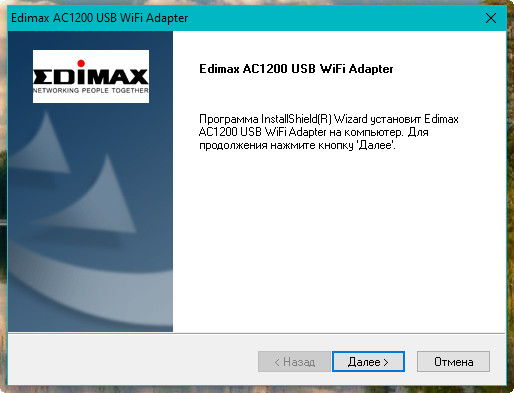 Edimax AC1200 USB WiFi Adapter
EDiMAX
NETWORKING PEOPLE TOGETHER
Edimax AC1200 USB WiFi Adapter
Программа InstallShield(R) Wizard установит Edimax
AC1200 USB WiFi Adapter на компьютер. Для
продолжения нажмите кнопку 'Далее'.
< Назад
Далее >
Отмена